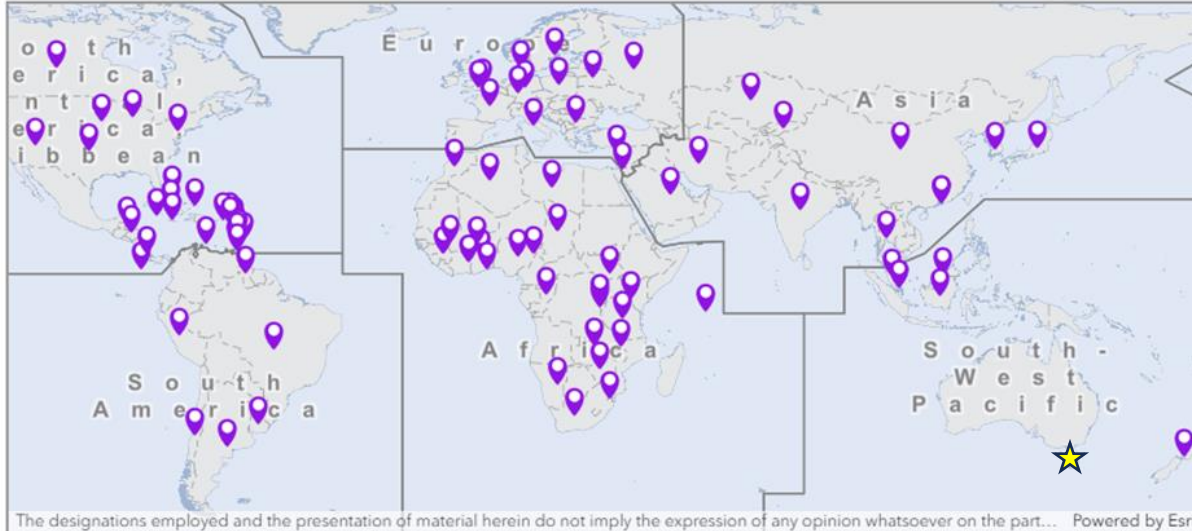 o t h
e r i c a ,
n t l
e r c a
i b b e a n
E u r o e
A s i a
A f r i c a
S o u t h
A m e r i c a
S o u t h -
W e s t
P a c i f i c
The designations employed and the presentation of material herein do not imply the expression of any opinion whatsoever on the part... Powered by Esri